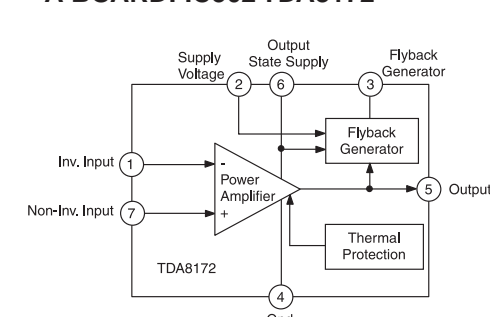 Supply
Voltage
Output
State Supply
Flyback
Generator
2
6
3
Flyback
Generator
Inv. Input
1
-
Power
Amplifier
5
Output
Non-Inv. Input
7
+
Thermal
Protection
TDA8172
4